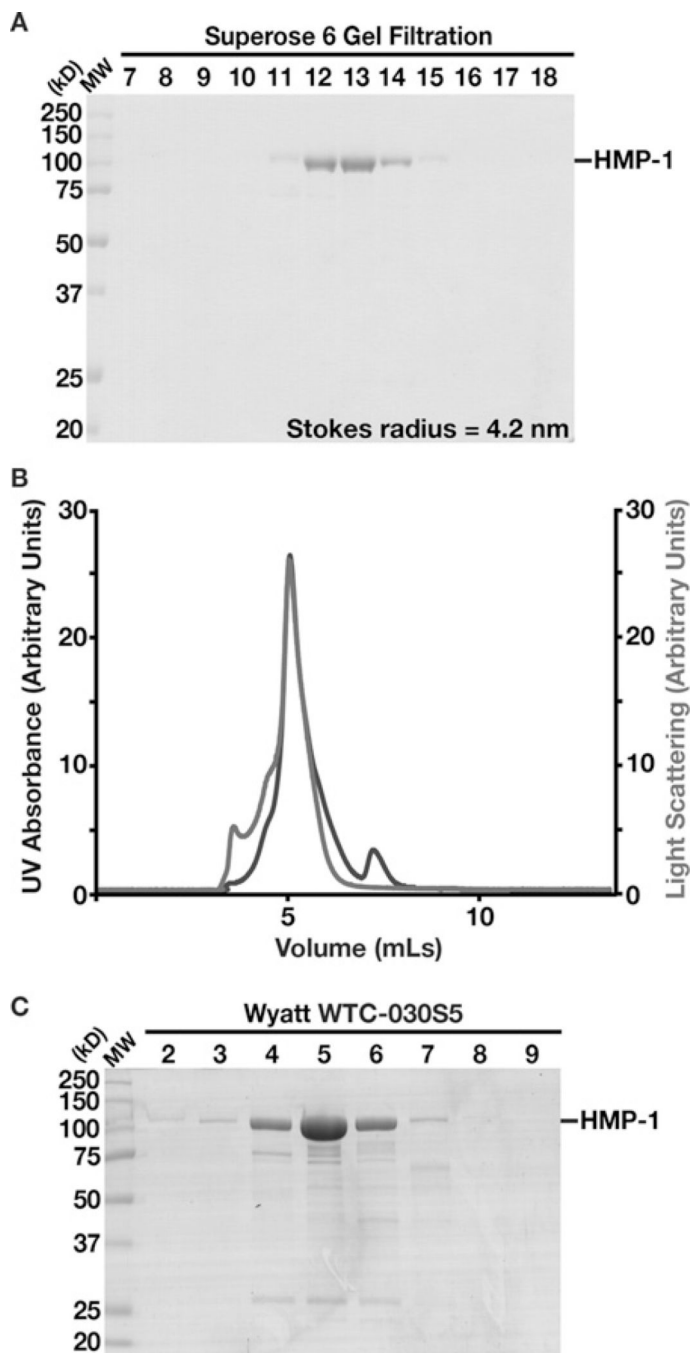 A
Superose 6 Gel Filtration
(kD) MW 7 8 9 10 11 12 13 14 15 16 17 18
250
150
100
HMP-1
75
50
37
25
20
Stokes radius = 4.2 nm
B
UV Absorbance (Arbitrary Units)
Light Scattering (Arbitrary Units)
30 30
20 20
10 10
0 0
5 10
Volume (mLs)
C
Wyatt WTC-030S5
(kD) MW 2 3 4 5 6 7 8 9
250
150
100
HMP-1
75
50
37
25
20